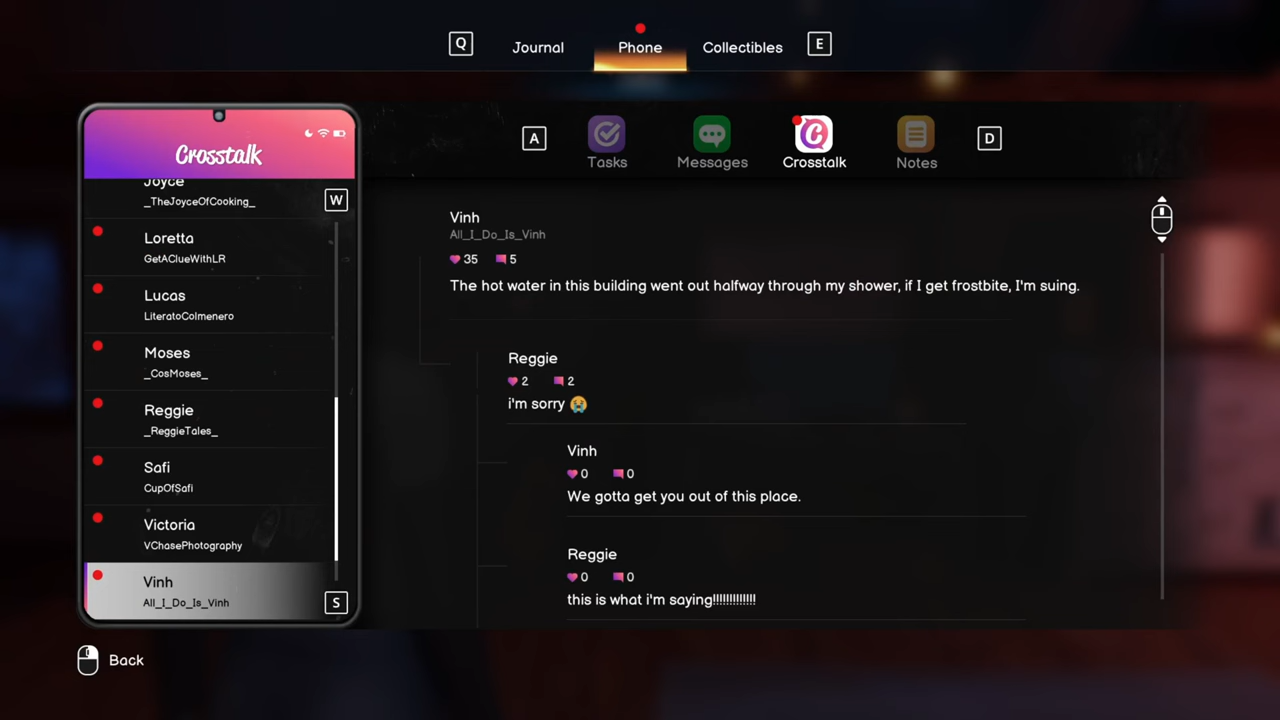 Q
Journal
Phone
Collectibles
E
Crosstalk
Joyce
_TheJoyceOfCooking_
W
Loretta
GetAClueWithLR
Lucas
LiteratoColmenero
Moses
_CosMoses_
Reggie
_ReggieTales_
Safi
CupOfSafi
Victoria
VChasePhotography
Vinh
All_I_Do_Is_Vinh
S
Back
A
Tasks
Messages
Crosstalk
Notes
D
Vinh
All_I_Do_Is_Vinh
35 5
The hot water in this building went out halfway through my shower, if I get frostbite, I'm suing.
Reggie
2 2
i'm sorry 😭
Vinh
0 0
We gotta get you out of this place.
Reggie
0 0
this is what i'm saying!!!!!!!!!!!!!